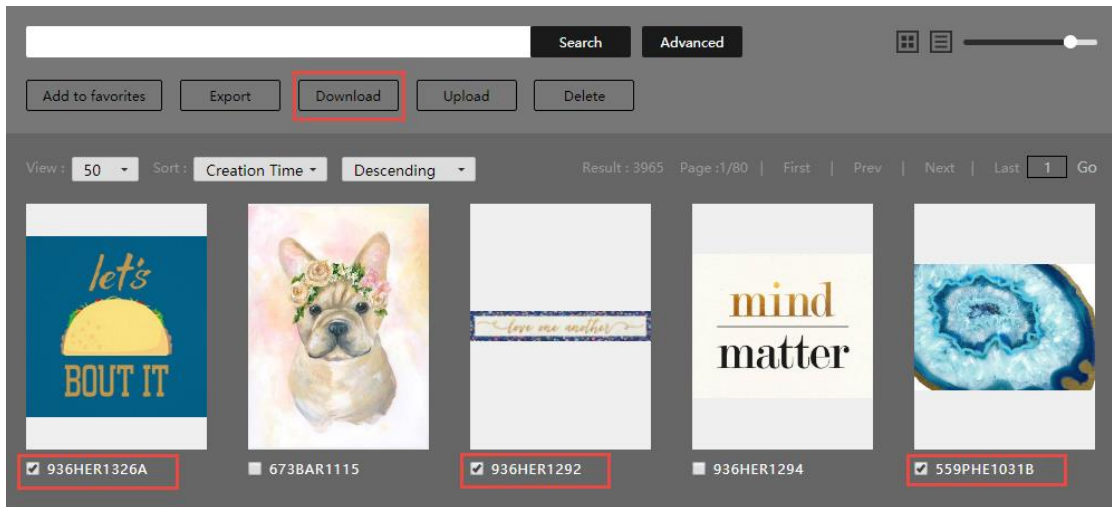 Search Advanced
Add to favorites Export Download Upload Delete
View : 50 Sort : Creation Time Descending Result : 3965 Page :1/80 | First | Prev | Next | Last 1 Go
let's
BOUT IT
love one another
mind
matter
936HER1326A 673BAR1115 936HER1292 936HER1294 559PHE1031B